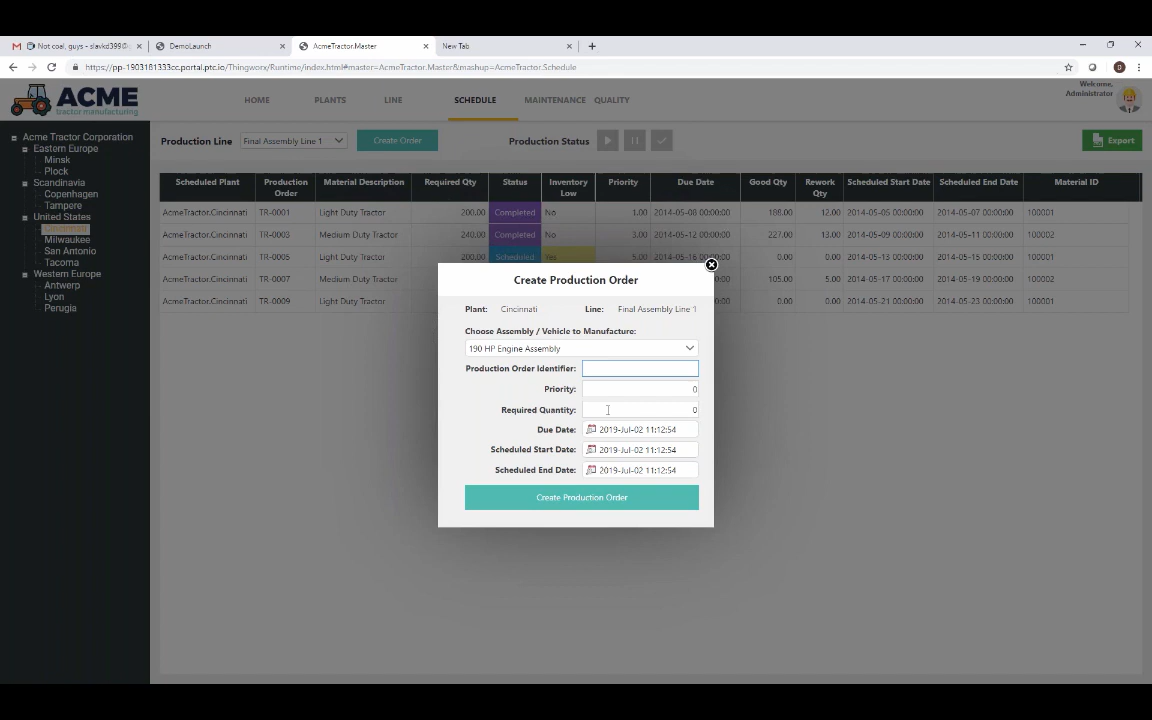 Not coal, guys - slavkd399@g
DemoLaunch
AcmeTractor.Master
New Tab
https://pp-1903181333cc.portal.ptc.io/Thingworx/Runtime/index.html#master=AcmeTractor.Master&mashup=AcmeTractor.Schedule
ACME
tractor manufacturing
HOME PLANTS LINE SCHEDULE MAINTENANCE QUALITY
Welcome,
Administrator
Acme Tractor Corporation
Eastern Europe
Minsk
Plock
Scandinavia
Copenhagen
Tampere
United States
Cincinnati
Milwaukee
San Antonio
Tacoma
Western Europe
Antwerp
Lyon
Perugia
Production Line Final Assembly Line 1 Create Order Production Status Export
Scheduled Plant Production Order Material Description Required Qty Status Inventory Low Priority Due Date Good Qty Rework Qty Scheduled Start Date Scheduled End Date Material ID
AcmeTractor.Cincinnati TR-0001 Light Duty Tractor 200.00 Completed No 1.00 2014-05-08 00:00:00 188.00 12.00 2014-05-05 00:00:00 2014-05-07 00:00:00 100001
AcmeTractor.Cincinnati TR-0003 Medium Duty Tractor 240.00 Completed No 3.00 2014-05-12 00:00:00 227.00 13.00 2014-05-09 00:00:00 2014-05-11 00:00:00 100002
AcmeTractor.Cincinnati TR-0005 Light Duty Tractor 200.00 Scheduled Yes 5.00 2014-05-16 00:00:00 0.00 0.00 2014-05-13 00:00:00 2014-05-15 00:00:00 100001
AcmeTractor.Cincinnati TR-0007 Medium Duty Tractor 105.00 5.00 2014-05-17 00:00:00 2014-05-19 00:00:00 100002
AcmeTractor.Cincinnati TR-0009 Light Duty Tractor 0.00 0.00 2014-05-21 00:00:00 2014-05-23 00:00:00 100001
Create Production Order
Plant: Cincinnati Line: Final Assembly Line 1
Choose Assembly / Vehicle to Manufacture:
190 HP Engine Assembly
Production Order Identifier:
Priority: 0
Required Quantity: 0
Due Date: 2019-Jul-02 11:12:54
Scheduled Start Date: 2019-Jul-02 11:12:54
Scheduled End Date: 2019-Jul-02 11:12:54
Create Production Order